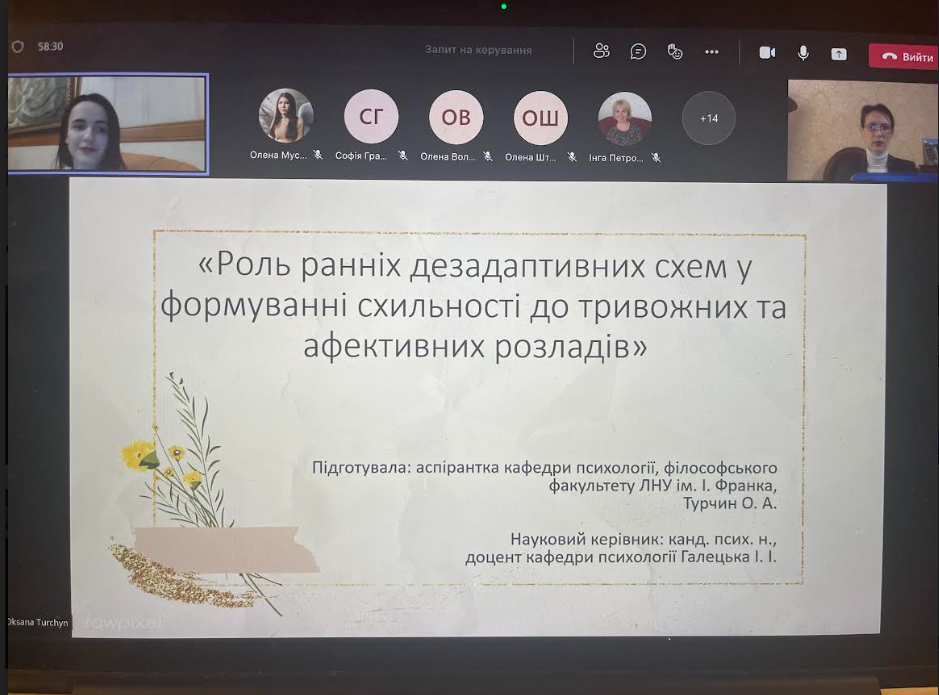 58:30
Запит на керування
Вийти
Олена Мус...
Софія Гра...
Олена Вол...
Олена Шт...
Інга Петро...
СГ
ОВ
ОШ
+14
«Роль ранніх дезадаптивних схем у
формуванні схильності до тривожних та
афективних розладів»
Підготувала: аспірантка кафедри психології, філософського
факультету ЛНУ ім. І. Франка,
Турчин О. А.
Науковий керівник: канд. псих. н.,
доцент кафедри психології Галецька І. І.
Oksana Turchyn
rawpixel